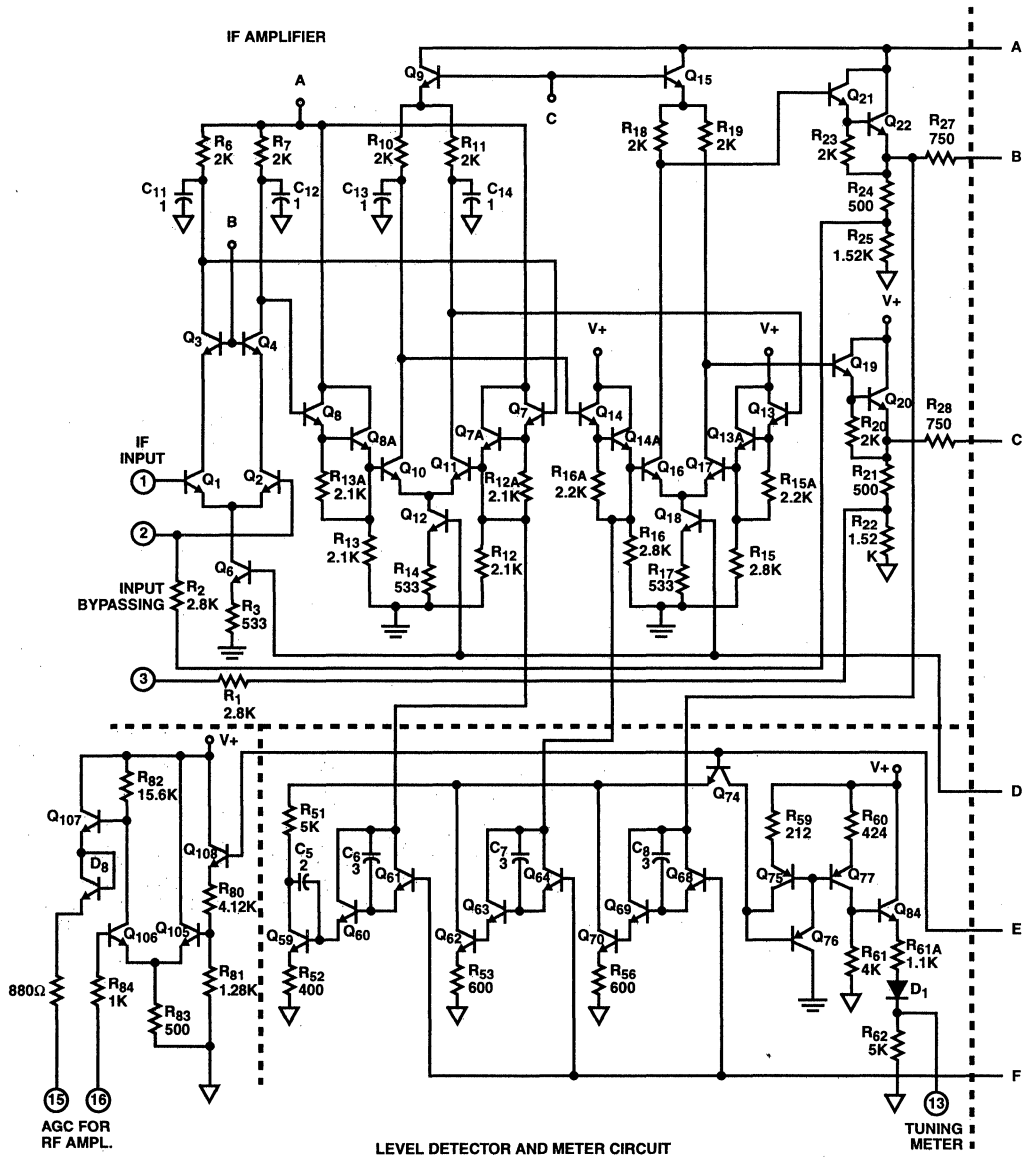 IF AMPLIFIER
A
Q9
Q15
A
C
Q21
Q22
R6
2K
R7
2K
R10
2K
R11
2K
R18
2K
R19
2K
R23
2K
R27
750
B
C11
1
C12
1
C13
1
C14
1
R24
500
R25
1.52K
B
V+
V+
V+
Q3
Q4
Q19
Q20
R28
750
C
Q8
Q8A
Q7
Q7A
Q14
Q14A
Q13
Q13A
R20
2K
IF
INPUT
1
Q1
Q2
R13A
2.1K
Q10
Q11
R12A
2.1K
R16A
2.2K
Q16
Q17
R15A
2.2K
R21
500
2
Q12
Q18
R22
1.52
K
R13
2.1K
R12
2.1K
R16
2.8K
R15
2.8K
INPUT
BYPASSING
R2
2.8K
Q6
R3
533
R14
533
R17
533
3
R1
2.8K
V+
R82
15.6K
Q107
D8
Q108
R80
4.12K
Q106
Q105
R81
1.28K
880Ω
R84
1K
R83
500
15
16
AGC FOR
RF AMPL.
R51
5K
C5
2
C6
3
Q61
Q60
Q59
R52
400
C7
3
Q64
Q63
Q62
R53
600
C8
3
Q68
Q69
Q70
R56
600
Q74
V+
D
R59
212
R60
424
Q75
Q77
Q84
Q76
E
R61
4K
R61A
1.1K
D1
R62
5K
F
13
TUNING
METER
LEVEL DETECTOR AND METER CIRCUIT